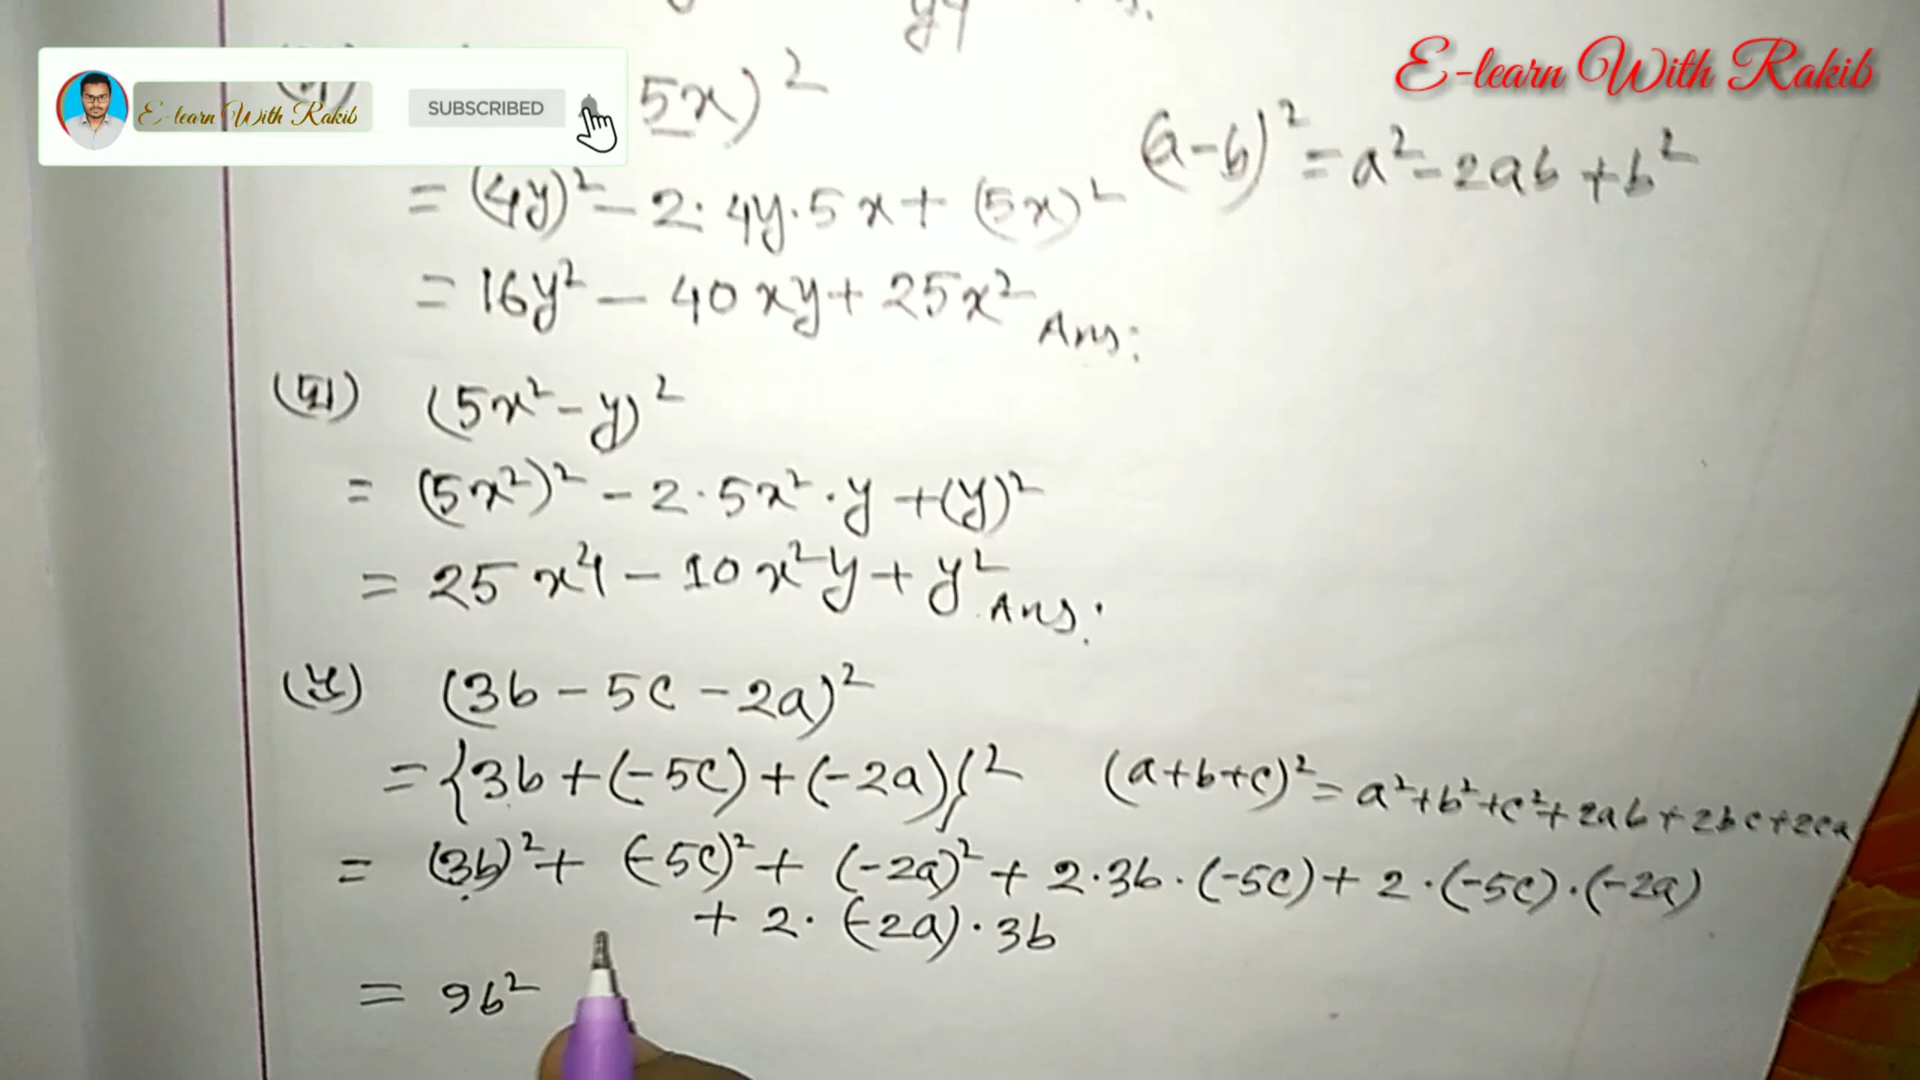 E-learn With Rakib
E-learn With Rakib SUBSCRIBED
5x)²
(a-b)² = a² - 2ab + b²
= (4y)² - 2·4y·5x + (5x)²
= 16y² - 40xy + 25x² Ans:
(5x² - y)²
= (5x²)² - 2·5x²·y + (y)²
= 25x⁴ - 10x²y + y² Ans:
(3b - 5c - 2a)²
= {3b + (-5c) + (-2a)}² (a+b+c)² = a²+b²+c²+2ab+2bc+2ca
= (3b)² + (-5c)² + (-2a)² + 2·3b·(-5c) + 2·(-5c)·(-2a)
+ 2·(-2a)·3b
= 9b²